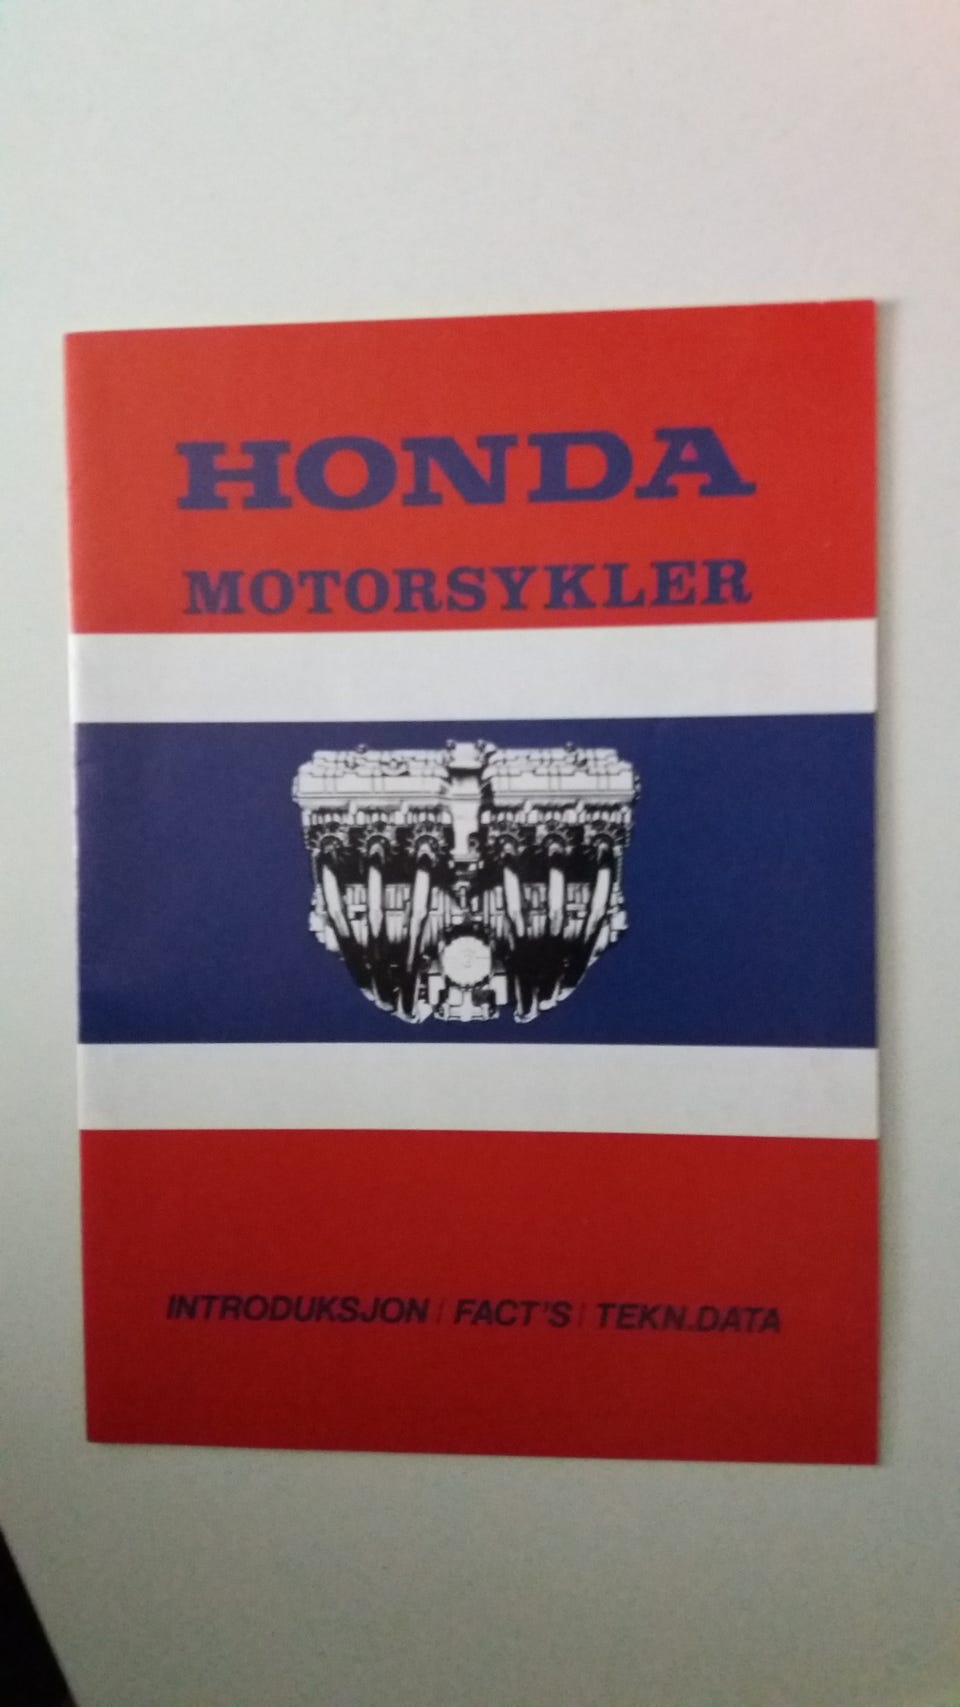 HONDA
MOTORSYKLER
INTRODUKSJON / FACT'S / TEKN.DATA